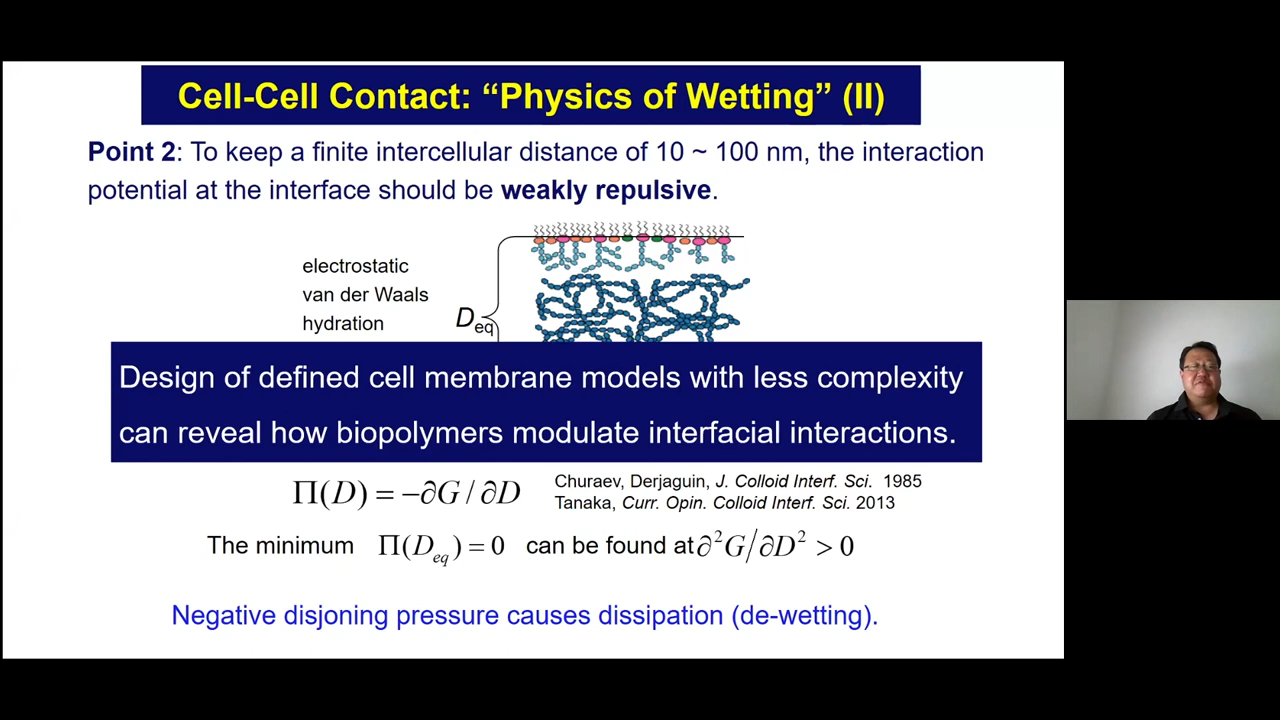 Cell-Cell Contact: “Physics of Wetting” (II)
Point 2: To keep a finite intercellular distance of 10 ~ 100 nm, the interaction
potential at the interface should be weakly repulsive.
electrostatic
van der Waals
hydration
D_eq
Design of defined cell membrane models with less complexity
can reveal how biopolymers modulate interfacial interactions.
Π(D) = −∂G / ∂D
Churaev, Derjaguin, J. Colloid Interf. Sci. 1985
Tanaka, Curr. Opin. Colloid Interf. Sci. 2013
The minimum Π(D_eq) = 0 can be found at ∂²G/∂D² > 0
Negative disjoning pressure causes dissipation (de-wetting).